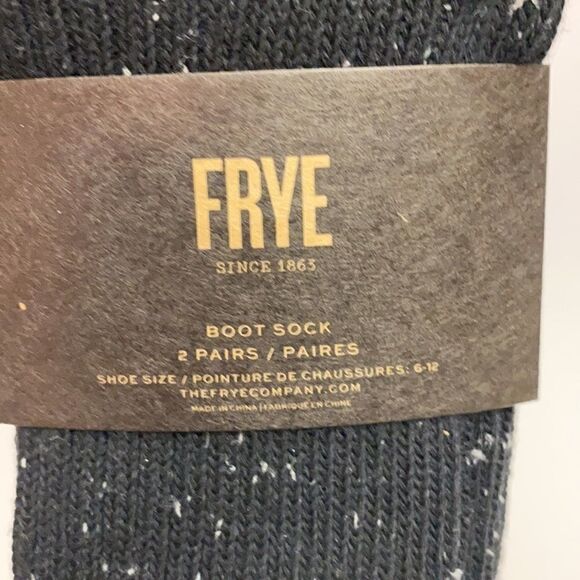 FRYE
SINCE 1863
BOOT SOCK
2 PAIRS / PAIRES
SHOE SIZE / POINTURE DE CHAUSSURES: 6-12
THEFRYECOMPANY.COM
MADE IN CHINA | FABRIQUE EN CHINE